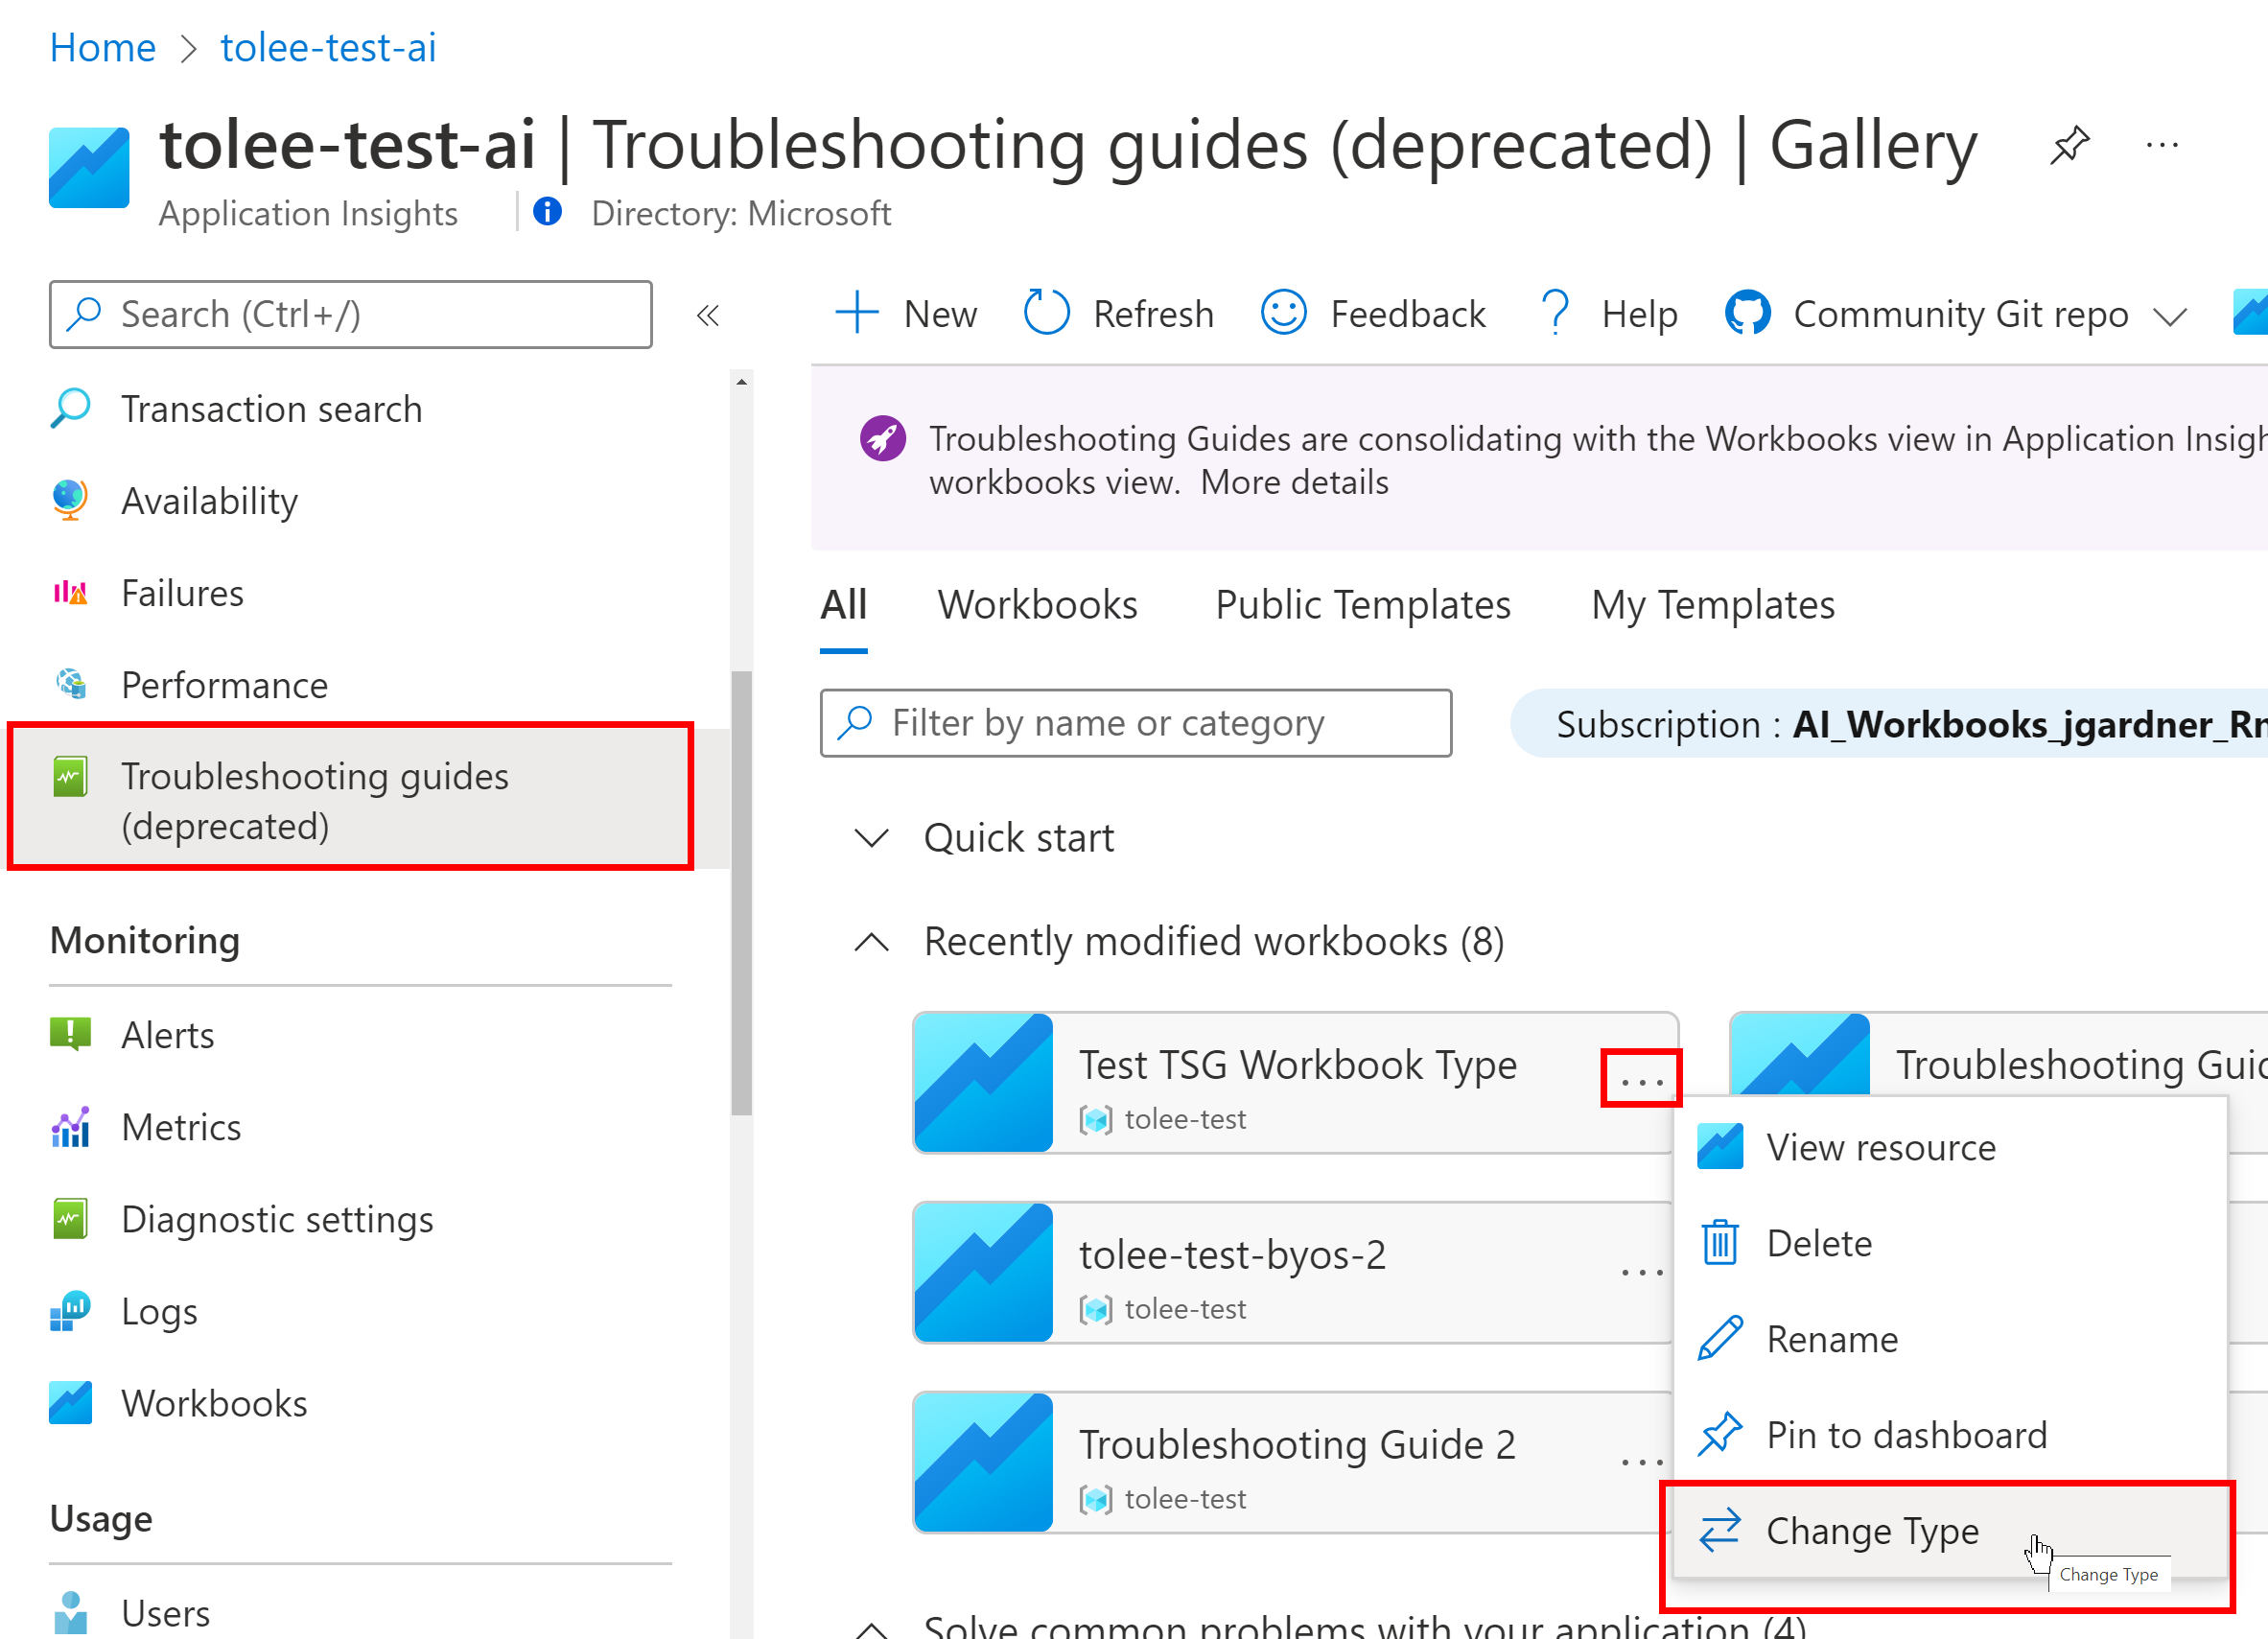 Home > tolee-test-ai
tolee-test-ai | Troubleshooting guides (deprecated) | Gallery
Application Insights
Directory: Microsoft
Search (Ctrl+/)
Transaction search
Availability
Failures
Performance
Troubleshooting guides
(deprecated)
Monitoring
Alerts
Metrics
Diagnostic settings
Logs
Workbooks
Usage
Users
New
Refresh
Feedback
Help
Community Git repo
Troubleshooting Guides are consolidating with the Workbooks view in Application Insigh
workbooks view. More details
All
Workbooks
Public Templates
My Templates
Filter by name or category
Subscription : AI_Workbooks_jgardner_Rn
Quick start
Recently modified workbooks (8)
Test TSG Workbook Type
...
tolee-test
Troubleshooting Guid
tolee-test-byos-2
...
tolee-test
Troubleshooting Guide 2
...
tolee-test
View resource
Delete
Rename
Pin to dashboard
Change Type
Change Type
Solve common problems with your application (4)